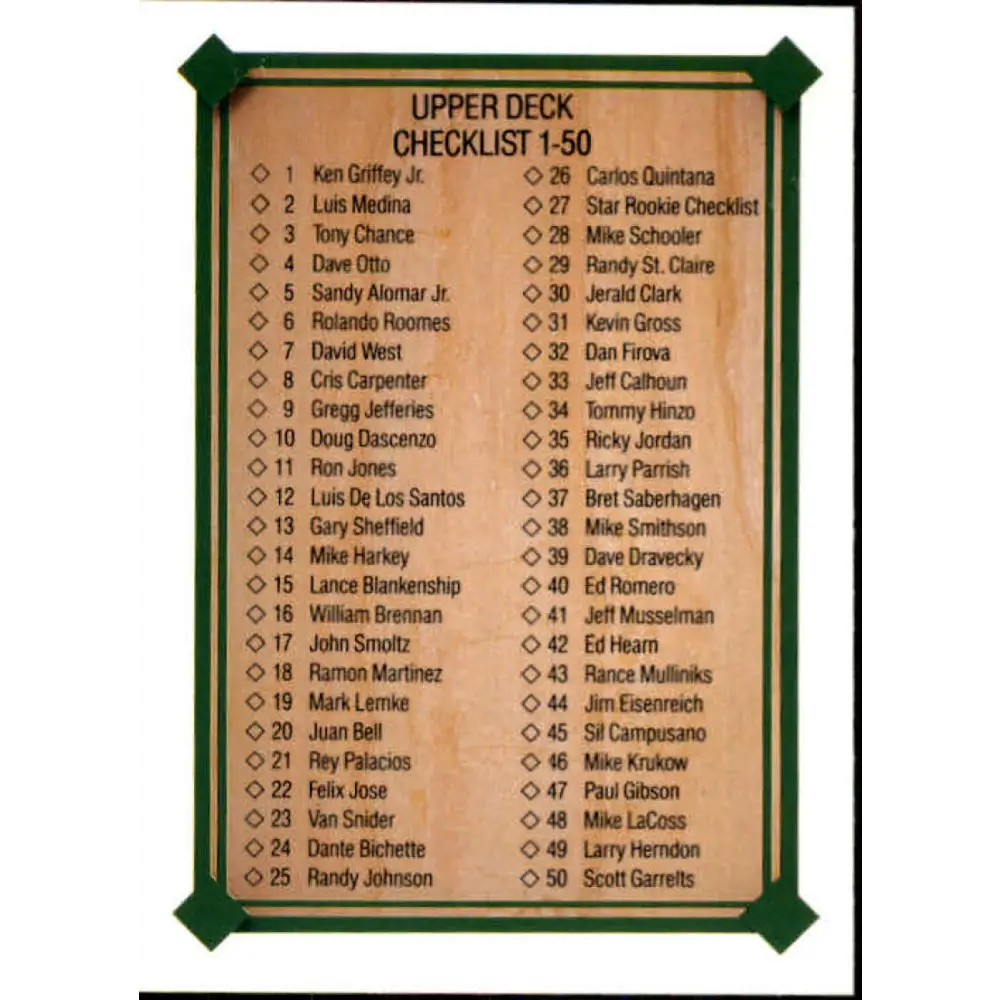 UPPER DECK
CHECKLIST 1-50
1 Ken Griffey Jr.
2 Luis Medina
3 Tony Chance
4 Dave Otto
5 Sandy Alomar Jr.
6 Rolando Roomes
7 David West
8 Cris Carpenter
9 Gregg Jefferies
10 Doug Dascenzo
11 Ron Jones
12 Luis De Los Santos
13 Gary Sheffield
14 Mike Harkey
15 Lance Blankenship
16 William Brennan
17 John Smoltz
18 Ramon Martinez
19 Mark Lemke
20 Juan Bell
21 Rey Palacios
22 Felix Jose
23 Van Snider
24 Dante Bichette
25 Randy Johnson
26 Carlos Quintana
27 Star Rookie Checklist
28 Mike Schooler
29 Randy St. Claire
30 Jerald Clark
31 Kevin Gross
32 Dan Firova
33 Jeff Calhoun
34 Tommy Hinzo
35 Ricky Jordan
36 Larry Parrish
37 Bret Saberhagen
38 Mike Smithson
39 Dave Dravecky
40 Ed Romero
41 Jeff Musselman
42 Ed Hearn
43 Rance Mulliniks
44 Jim Eisenreich
45 Sil Campusano
46 Mike Krukow
47 Paul Gibson
48 Mike LaCoss
49 Larry Herndon
50 Scott Garrelts